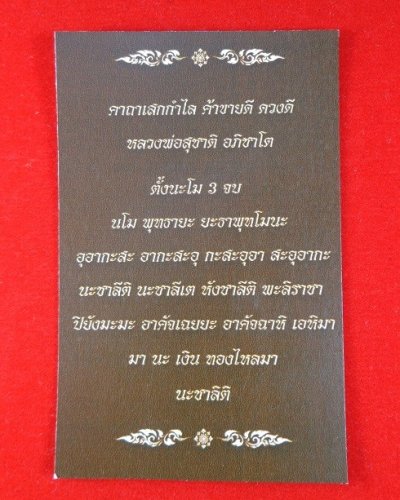 คาถาเสกกำไล ค้าขายดี ดวงดี
หลวงพ่อสุชาติ อภิชาโต
ตั้งนะโม 3 จบ
นโม พุทธายะ ยะธาพุทโมนะ
อุอากะสะ อากะสะอุ กะสะอุอา สะอุอากะ
นะชาลีติ นะชาลีเต หังชาลีติ พะลิราชา
ปิยังมะมะ อาคัจเฉยยะ อาคัจฉาหิ เอหิมา
มา นะ เงิน ทองไหลมา
นะชาลิติ